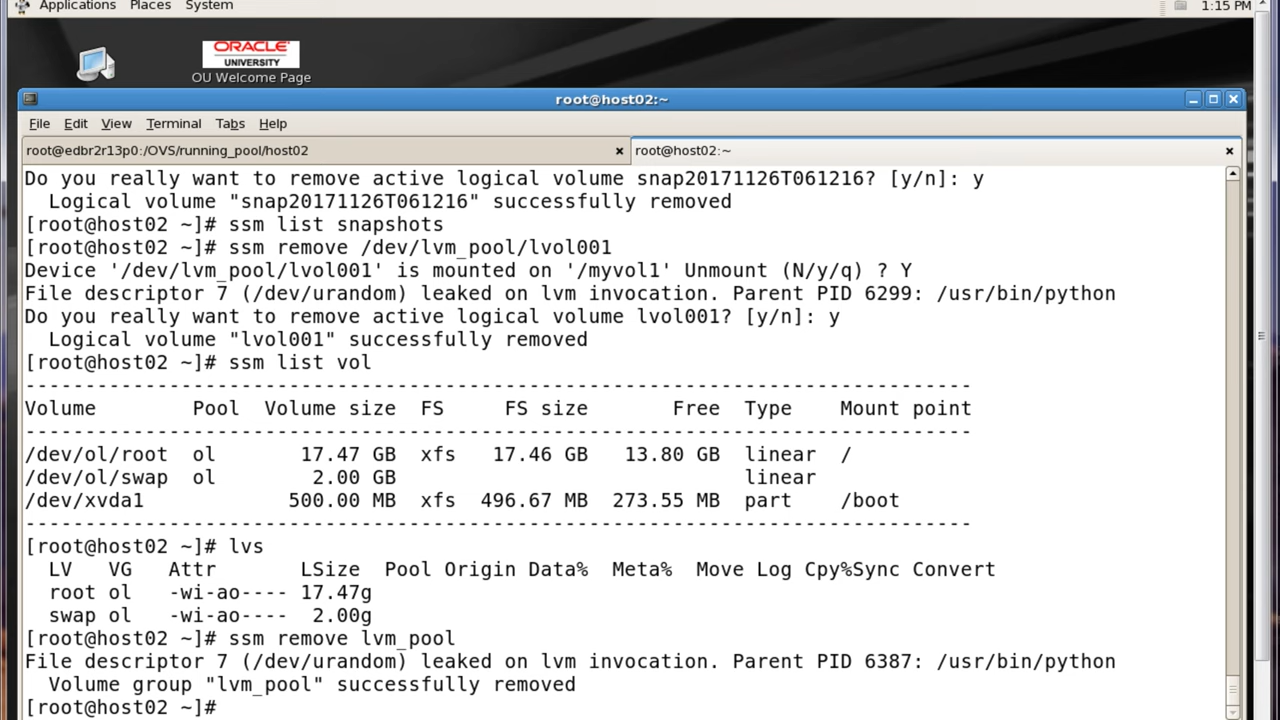 Applications Places System 1:15 PM
ORACLE
UNIVERSITY
OU Welcome Page
root@host02:~
File Edit View Terminal Tabs Help
root@edbr2r13p0:/OVS/running_pool/host02 root@host02:~
Do you really want to remove active logical volume snap20171126T061216? [y/n]: y
Logical volume "snap20171126T061216" successfully removed
[root@host02 ~]# ssm list snapshots
[root@host02 ~]# ssm remove /dev/lvm_pool/lvol001
Device '/dev/lvm_pool/lvol001' is mounted on '/myvol1' Unmount (N/y/q) ? Y
File descriptor 7 (/dev/urandom) leaked on lvm invocation. Parent PID 6299: /usr/bin/python
Do you really want to remove active logical volume lvol001? [y/n]: y
Logical volume "lvol001" successfully removed
[root@host02 ~]# ssm list vol
--------------------------------------------------------------------------------
Volume Pool Volume size FS FS size Free Type Mount point
--------------------------------------------------------------------------------
/dev/ol/root ol 17.47 GB xfs 17.46 GB 13.80 GB linear /
/dev/ol/swap ol 2.00 GB linear
/dev/xvda1 500.00 MB xfs 496.67 MB 273.55 MB part /boot
--------------------------------------------------------------------------------
[root@host02 ~]# lvs
LV VG Attr LSize Pool Origin Data% Meta% Move Log Cpy%Sync Convert
root ol -wi-ao---- 17.47g
swap ol -wi-ao---- 2.00g
[root@host02 ~]# ssm remove lvm_pool
File descriptor 7 (/dev/urandom) leaked on lvm invocation. Parent PID 6387: /usr/bin/python
Volume group "lvm_pool" successfully removed
[root@host02 ~]#